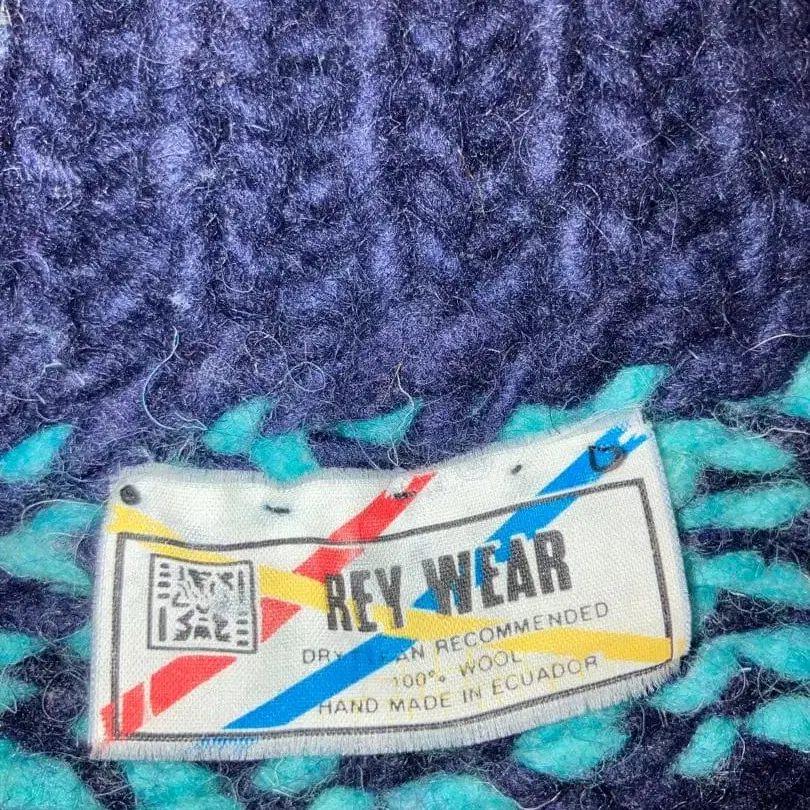 REY WEAR
DRY CLEAN RECOMMENDED
100% WOOL
HAND MADE IN ECUADOR